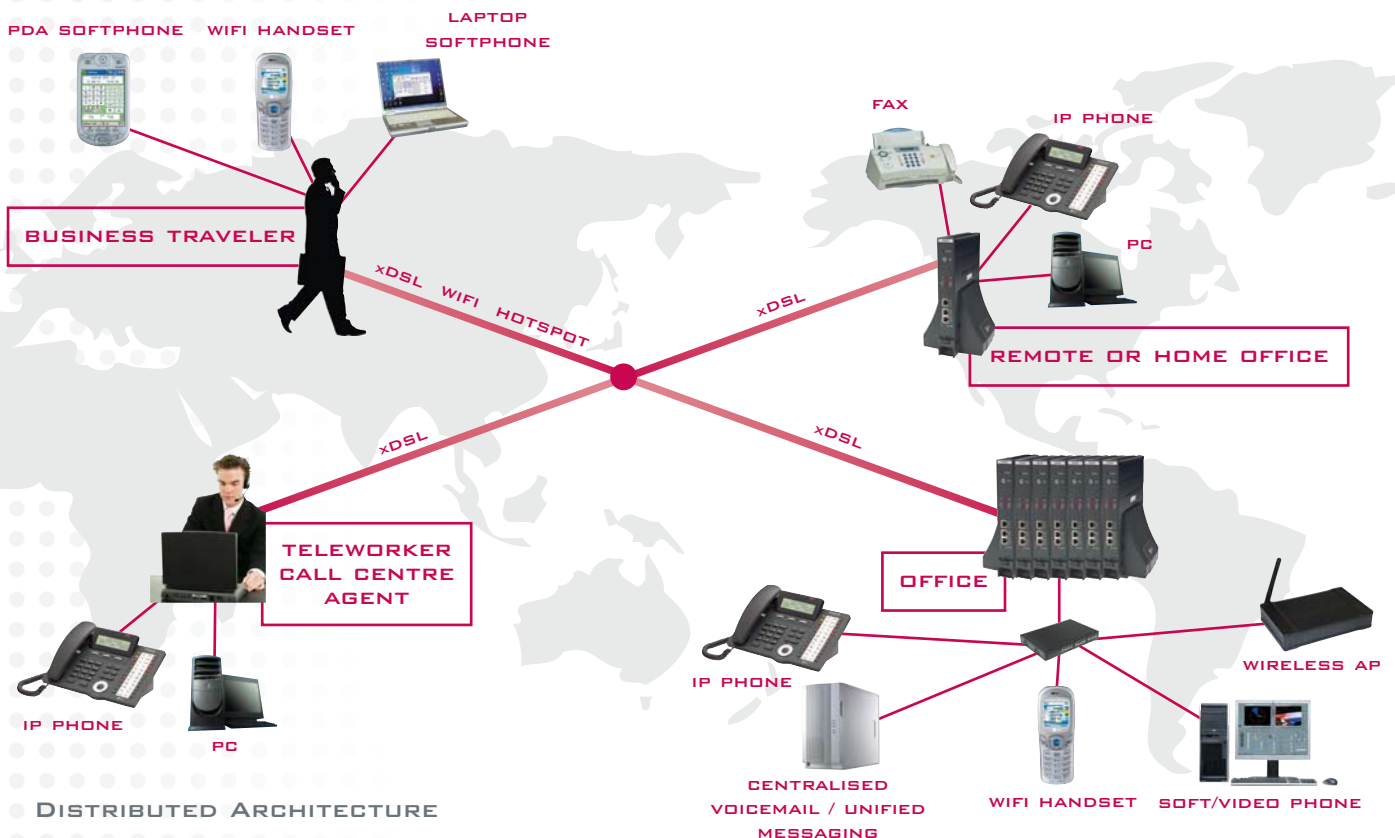 PDA SOFTPHONE
WIFI HANDSET
LAPTOP
SOFTPHONE
FAX
IP PHONE
PC
BUSINESS TRAVELER
xDSL WIFI HOTSPOT
xDSL
REMOTE OR HOME OFFICE
xDSL
xDSL
TELEWORKER
CALL CENTRE
AGENT
OFFICE
IP PHONE
PC
IP PHONE
WIRELESS AP
CENTRALISED
VOICEMAIL / UNIFIED
MESSAGING
WIFI HANDSET
SOFT/VIDEO PHONE
DISTRIBUTED ARCHITECTURE